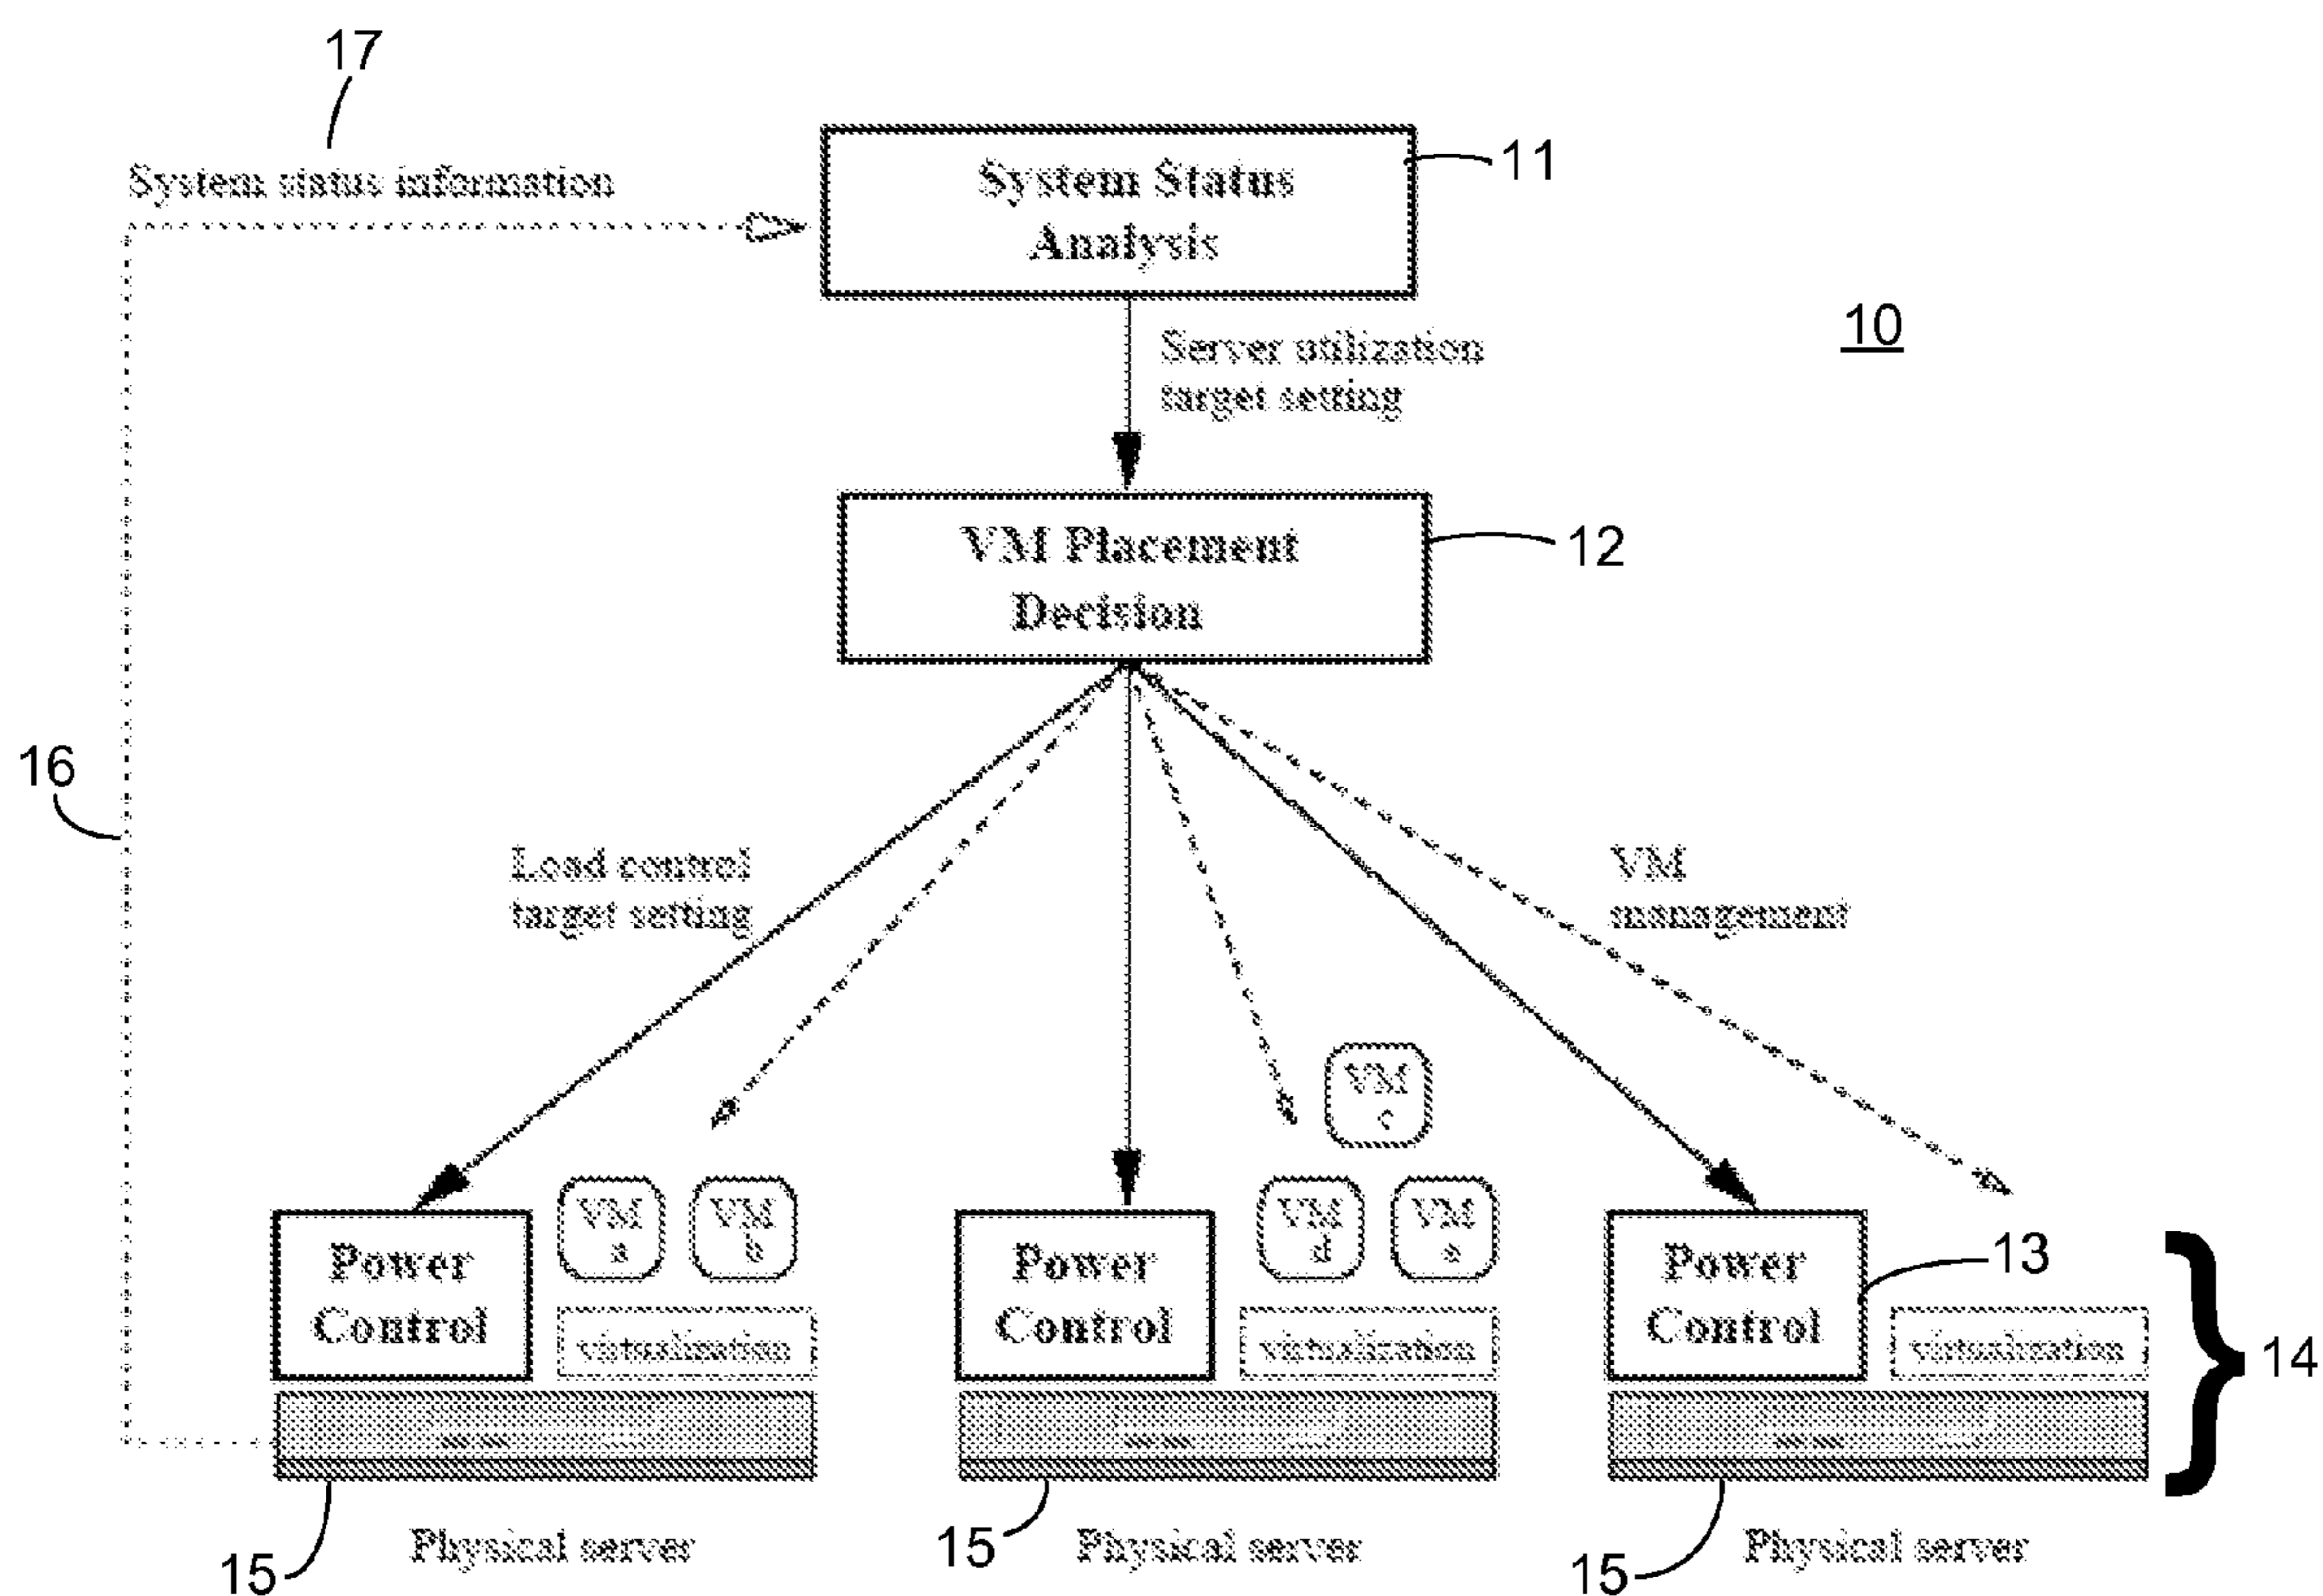 17
System status information
System Status
Analysis
11
10
Server utilization
target setting
VM Placement
Decision
12
16
Load control
target setting
VM
management
VM
c
VM
a
VM
b
VM
d
VM
e
Power
Control
virtualization
Power
Control
virtualization
Power
Control
13
virtualization
14
15
Physical server
15
Physical server
15
Physical server